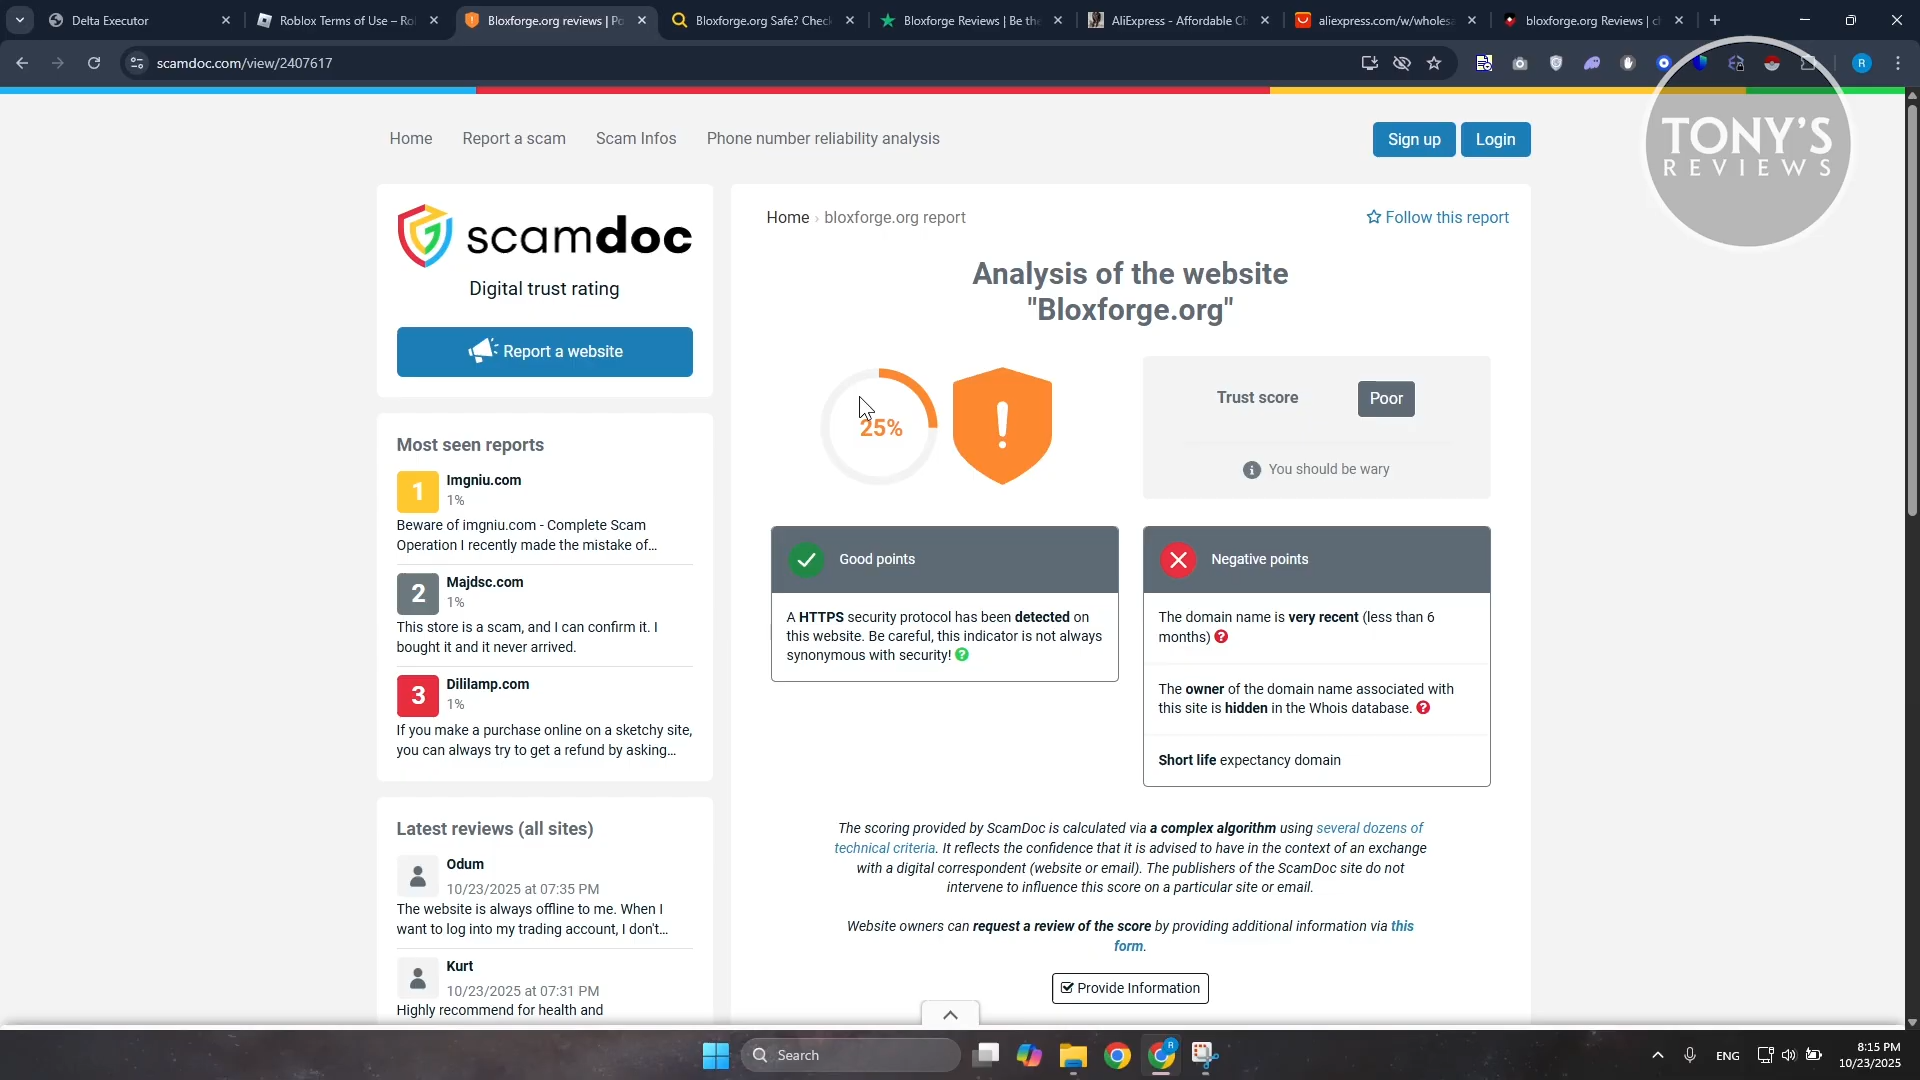 Delta Executor
Roblox Terms of Use – Ro
Bloxforge.org reviews | Po
Bloxforge.org Safe? Check
Bloxforge Reviews | Be the
AliExpress - Affordable Ch
aliexpress.com/w/wholesa
bloxforge.org Reviews | ch
scamdoc.com/view/2407617
R
TONY'S
REVIEWS
Home
Report a scam
Scam Infos
Phone number reliability analysis
Sign up
Login
scamdoc
Digital trust rating
Report a website
Most seen reports
1
Imgniu.com
1%
Beware of imgniu.com - Complete Scam
Operation I recently made the mistake of...
2
Majdsc.com
1%
This store is a scam, and I can confirm it. I
bought it and it never arrived.
3
Dililamp.com
1%
If you make a purchase online on a sketchy site,
you can always try to get a refund by asking...
Latest reviews (all sites)
Odum
10/23/2025 at 07:35 PM
The website is always offline to me. When I
want to log into my trading account, I don't...
Kurt
10/23/2025 at 07:31 PM
Highly recommend for health and
Home › bloxforge.org report
Follow this report
Analysis of the website
"Bloxforge.org"
25%
Trust score
Poor
You should be wary
Good points
A HTTPS security protocol has been detected on
this website. Be careful, this indicator is not always
synonymous with security!
Negative points
The domain name is very recent (less than 6
months)
The owner of the domain name associated with
this site is hidden in the Whois database.
Short life expectancy domain
The scoring provided by ScamDoc is calculated via a complex algorithm using several dozens of
technical criteria. It reflects the confidence that it is advised to have in the context of an exchange
with a digital correspondent (website or email). The publishers of the ScamDoc site do not
intervene to influence this score on a particular site or email.
Website owners can request a review of the score by providing additional information via this
form.
Provide Information
Search
R
ENG
8:15 PM
10/23/2025